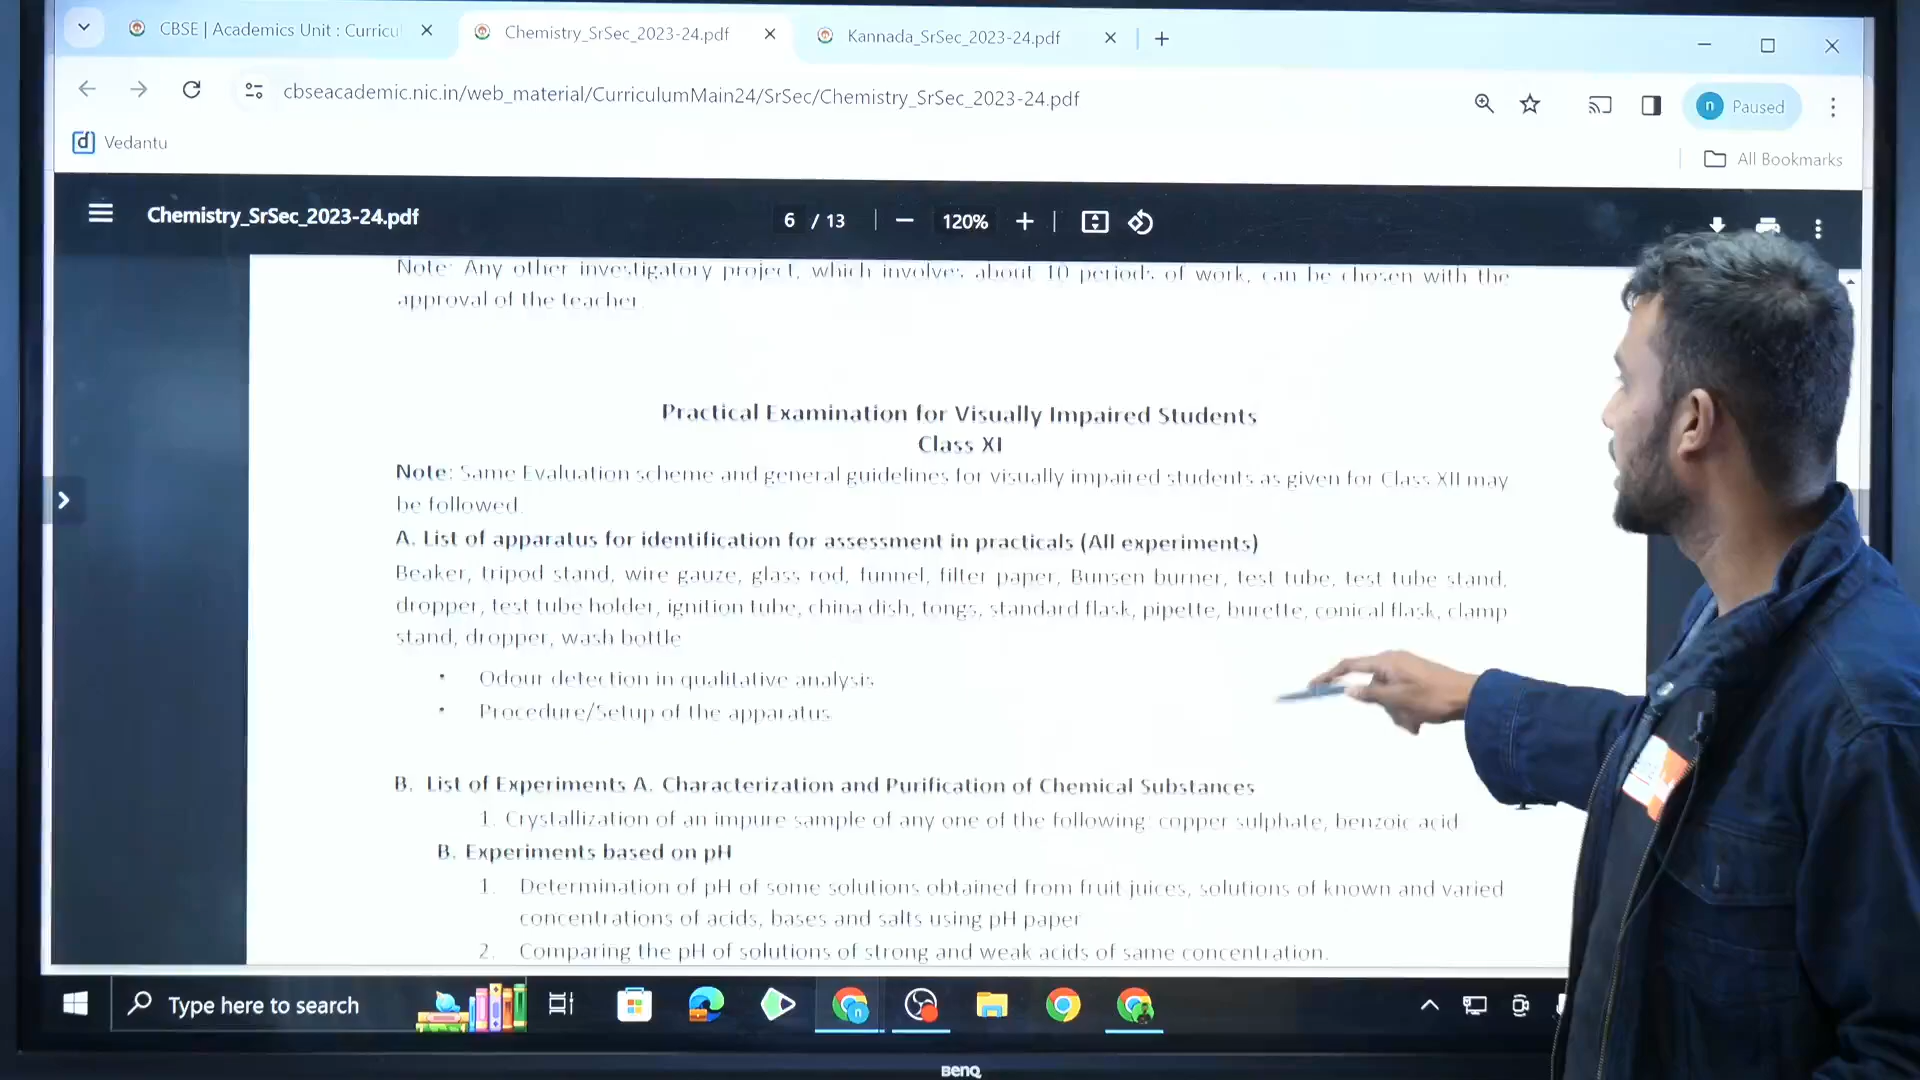 CBSE | Academics Unit : Curricu
Chemistry_SrSec_2023-24.pdf
Kannada_SrSec_2023-24.pdf
cbseacademic.nic.in/web_material/CurriculumMain24/SrSec/Chemistry_SrSec_2023-24.pdf
n Paused
Vedantu
All Bookmarks
Chemistry_SrSec_2023-24.pdf
6 / 13
120%
Note: Any other investigatory project, which involves about 10 periods of work, can be chosen with the
approval of the teacher.
Practical Examination for Visually Impaired Students
Class XI
Note: Same Evaluation scheme and general guidelines for visually impaired students as given for Class XII may
be followed.
A. List of apparatus for identification for assessment in practicals (All experiments)
Beaker, tripod stand, wire gauze, glass rod, funnel, filter paper, Bunsen burner, test tube, test tube stand,
dropper, test tube holder, ignition tube, china dish, tongs, standard flask, pipette, burette, conical flask, clamp
stand, dropper, wash bottle
• Odour detection in qualitative analysis
• Procedure/Setup of the apparatus
B. List of Experiments A. Characterization and Purification of Chemical Substances
1. Crystallization of an impure sample of any one of the following: copper sulphate, benzoic acid
B. Experiments based on pH
1. Determination of pH of some solutions obtained from fruit juices, solutions of known and varied
concentrations of acids, bases and salts using pH paper
2. Comparing the pH of solutions of strong and weak acids of same concentration.
Type here to search
BenQ